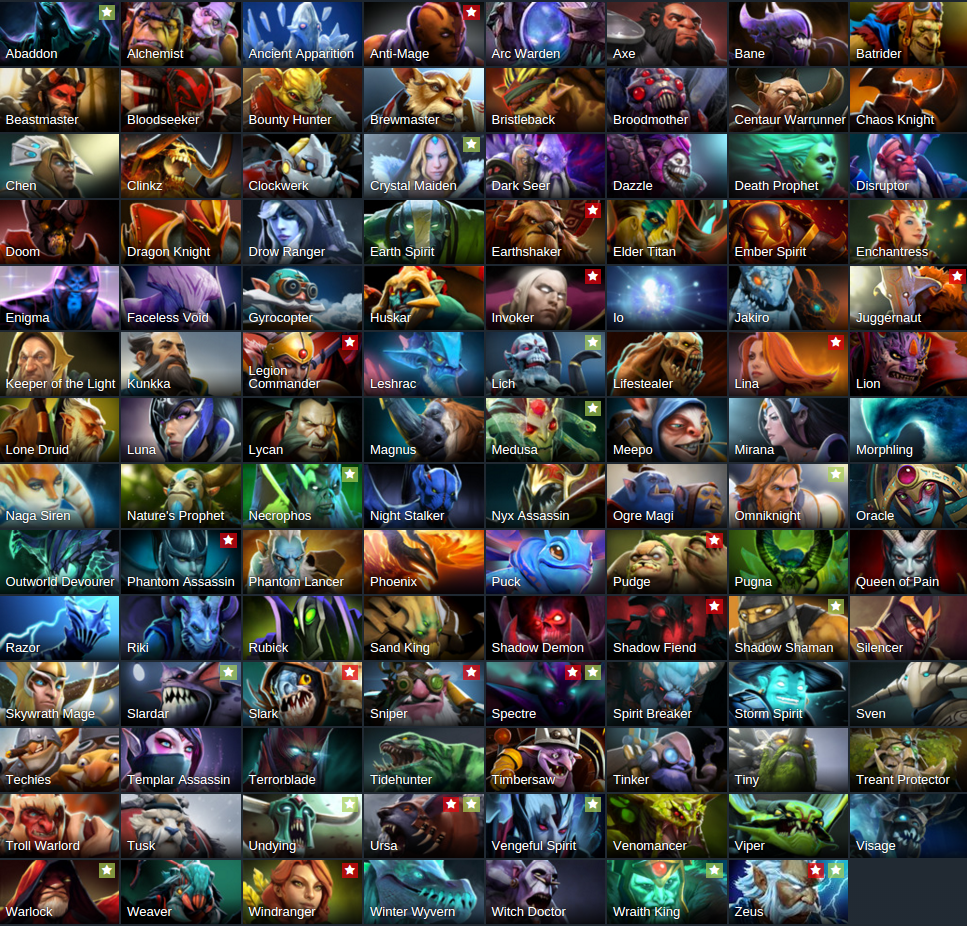 Abaddon
Alchemist
Ancient Apparition
Anti-Mage
Arc Warden
Axe
Bane
Batrider
Beastmaster
Bloodseeker
Bounty Hunter
Brewmaster
Bristleback
Broodmother
Centaur Warrunner
Chaos Knight
Chen
Clinkz
Clockwerk
Crystal Maiden
Dark Seer
Dazzle
Death Prophet
Disruptor
Doom
Dragon Knight
Drow Ranger
Earth Spirit
Earthshaker
Elder Titan
Ember Spirit
Enchantress
Enigma
Faceless Void
Gyrocopter
Huskar
Invoker
Io
Jakiro
Juggernaut
Keeper of the Light
Kunkka
Legion
Commander
Leshrac
Lich
Lifestealer
Lina
Lion
Lone Druid
Luna
Lycan
Magnus
Medusa
Meepo
Mirana
Morphling
Naga Siren
Nature's Prophet
Necrophos
Night Stalker
Nyx Assassin
Ogre Magi
Omniknight
Oracle
Outworld Devourer
Phantom Assassin
Phantom Lancer
Phoenix
Puck
Pudge
Pugna
Queen of Pain
Razor
Riki
Rubick
Sand King
Shadow Demon
Shadow Fiend
Shadow Shaman
Silencer
Skywrath Mage
Slardar
Slark
Sniper
Spectre
Spirit Breaker
Storm Spirit
Sven
Techies
Templar Assassin
Terrorblade
Tidehunter
Timbersaw
Tinker
Tiny
Treant Protector
Troll Warlord
Tusk
Undying
Ursa
Vengeful Spirit
Venomancer
Viper
Visage
Warlock
Weaver
Windranger
Winter Wyvern
Witch Doctor
Wraith King
Zeus